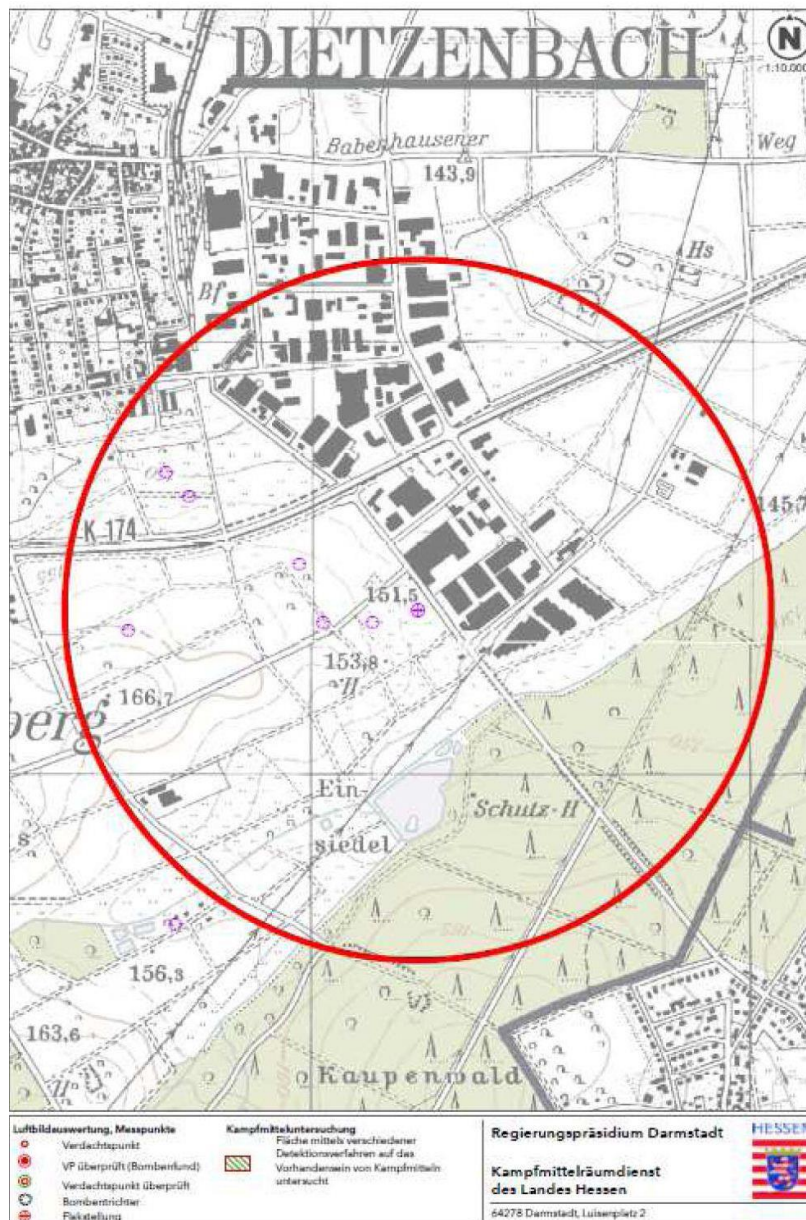 DIETZENBACH
N
1:10.000
Babenhausener
Weg
143,9
Hs
Bf
K 174
145,
151,5
153,8
H
166,7
berg
Ein-
siedel
Schutz-H
156,3
163,6
Kaupenwald
Luftbildauswertung, Messpunkte
Verdachtspunkt
VP überprüft (Bombenfund)
Verdachtspunkt überprüft
Bombentrichter
Flakstellung
Kampfmitteluntersuchung
Fläche mittels verschiedener
Detektionsverfahren auf das
Vorhandensein von Kampfmitteln
untersucht
Regierungspräsidium Darmstadt
Kampfmittelräumdienst
des Landes Hessen
64278 Darmstadt, Luisenplatz 2
HESSEN